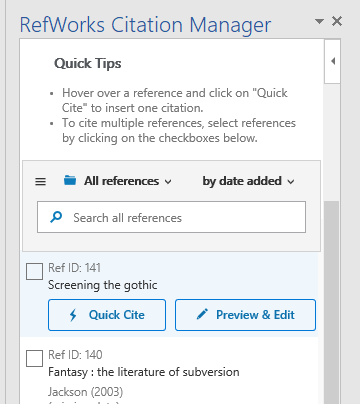 RefWorks Citation Manager
Quick Tips
• Hover over a reference and click on "Quick
Cite" to insert one citation.
• To cite multiple references, select references
by clicking on the checkboxes below.
All references by date added
Search all references
Ref ID: 141
Screening the gothic
Quick Cite Preview & Edit
Ref ID: 140
Fantasy : the literature of subversion
Jackson (2003)